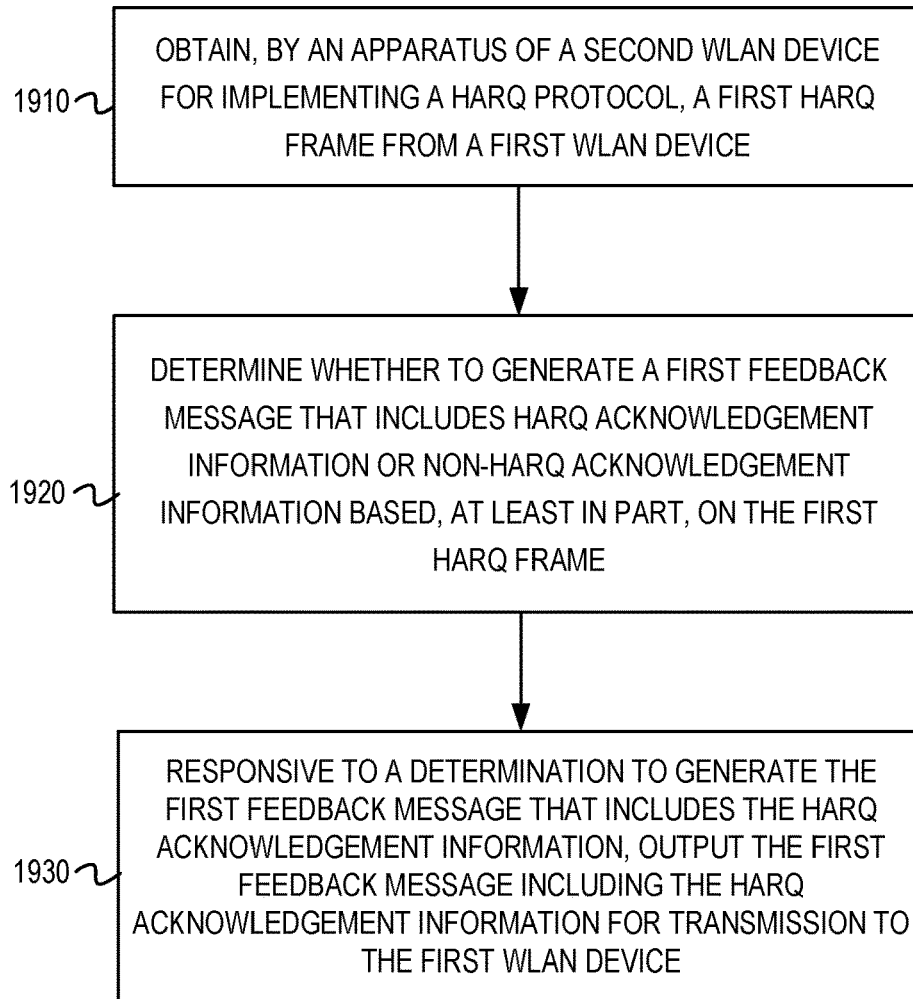 OBTAIN, BY AN APPARATUS OF A SECOND WLAN DEVICE
1910
FOR IMPLEMENTING A HARQ PROTOCOL, A FIRST HARQ
FRAME FROM A FIRST WLAN DEVICE
DETERMINE WHETHER TO GENERATE A FIRST FEEDBACK
MESSAGE THAT INCLUDES HARQ ACKNOWLEDGEMENT
INFORMATION OR NON-HARQ ACKNOWLEDGEMENT
1920
INFORMATION BASED, AT LEAST IN PART, ON THE FIRST
HARQ FRAME
RESPONSIVE TO A DETERMINATION TO GENERATE THE
FIRST FEEDBACK MESSAGE THAT INCLUDES THE HARQ
ACKNOWLEDGEMENT INFORMATION, OUTPUT THE FIRST
1930
FEEDBACK MESSAGE INCLUDING THE HARQ
ACKNOWLEDGEMENT INFORMATION FOR TRANSMISSION TO
THE FIRST WLAN DEVICE